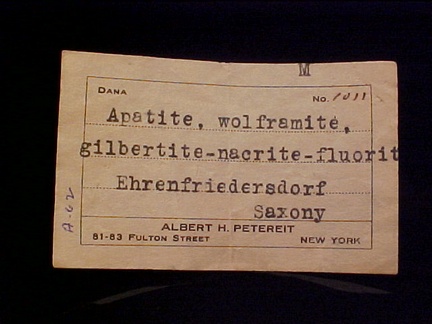 M
DANA No. 1011
Apatite, wolframite,
gilbertite-nacrite-fluorit
Ehrenfriedersdorf
Saxony
ALBERT H. PETEREIT
81-83 FULTON STREET NEW YORK
A-62